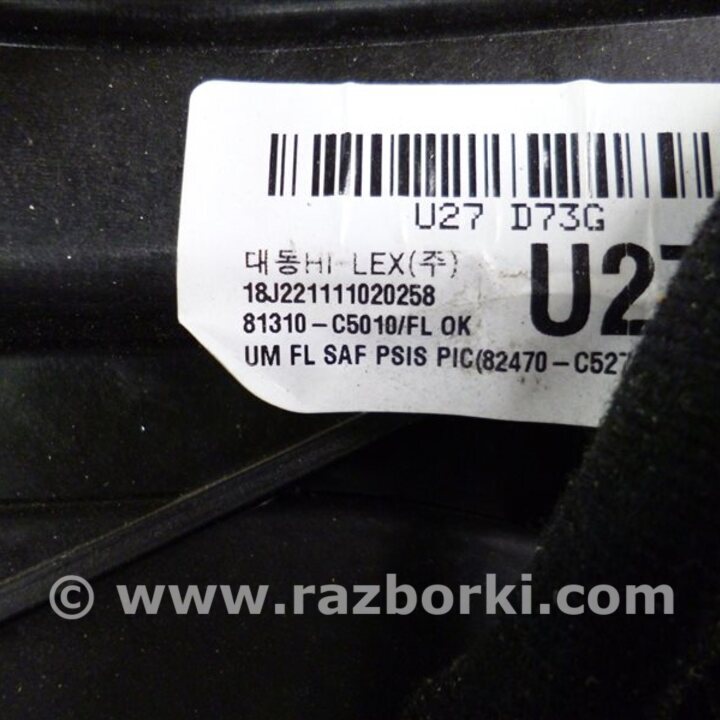 U27 D73G
대동HI-LEX(주)
18J221111020258
81310-C5010/FL OK
U27
UM FL SAF PSIS PIC(82470-C527
© www.razborki.com